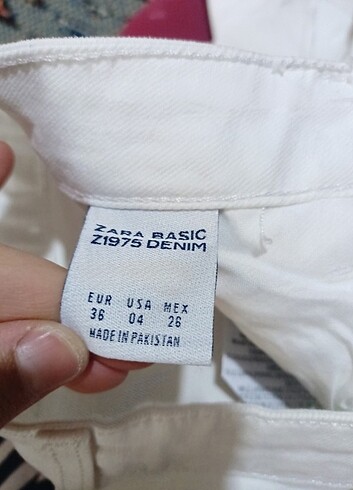 ZARA BASIC
Z1975 DENIM
EUR USA MEX
36 04 26
MADE IN PAKISTAN